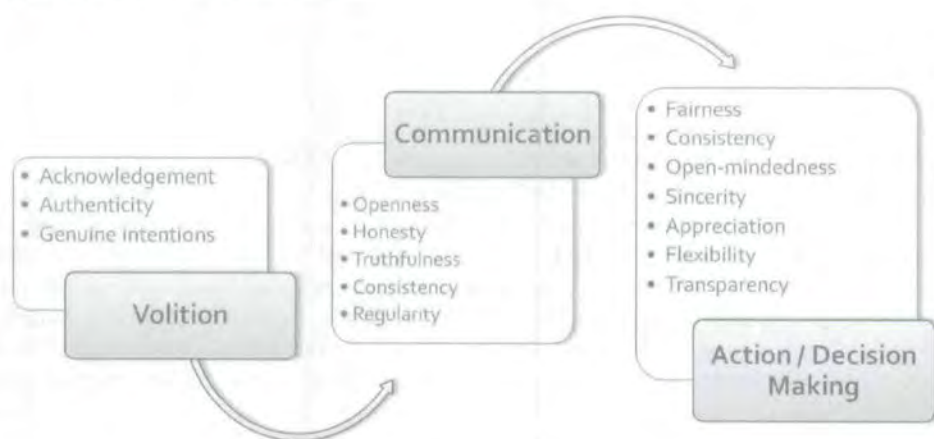 • Acknowledgement
• Authenticity
• Genuine intentions
Volition
Communication
• Openness
• Honesty
• Truthfulness
• Consistency
• Regularity
• Fairness
• Consistency
• Open-mindedness
• Sincerity
• Appreciation
• Flexibility
• Transparency
Action / Decision
Making